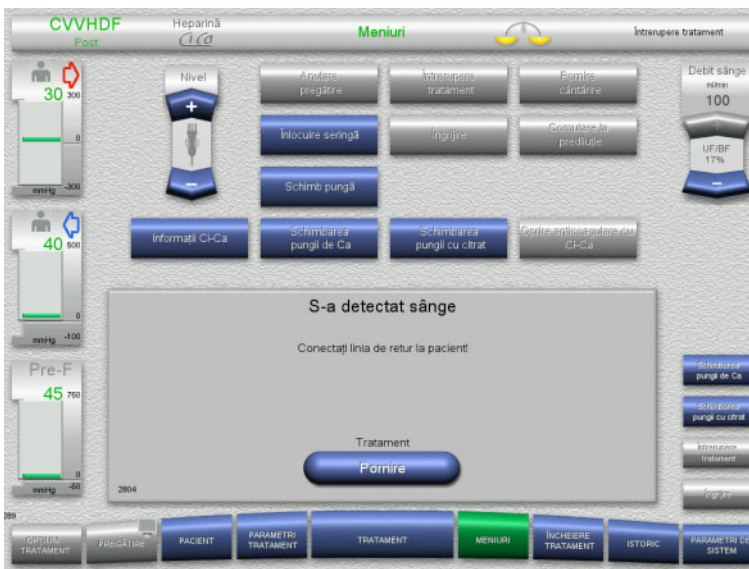 CVVHDF
Post
Heparină
Ci Ca
Meniuri
Întrerupere tratament
30
300
0
-300
mmHg
Nivel
+
−
Anulare
pregătire
Întrerupere
tratament
Pornire
cântărire
Înlocuire seringă
Îngrijire
Comutare la
prediluție
Schimb pungă
Debit sânge
ml/min
100
+
UF/BF
17%
−
40
500
0
-100
mmHg
Informații Ci-Ca
Schimbarea
pungii de Ca
Schimbarea
pungii cu citrat
Oprire anticoagulare cu
Ci-Ca
S-a detectat sânge
Conectați linia de retur la pacient!
Tratament
Pornire
2804
Pre-F
45
750
0
-50
mmHg
Schimbarea
pungii de Ca
Schimbarea
pungii cu citrat
Întrerupere
tratament
Îngrijire
289
OPȚIUNI
TRATAMENT
PREGĂTIRE
PACIENT
PARAMETRI
TRATAMENT
TRATAMENT
MENIURI
ÎNCHEIERE
TRATAMENT
ISTORIC
PARAMETRI DE
SISTEM